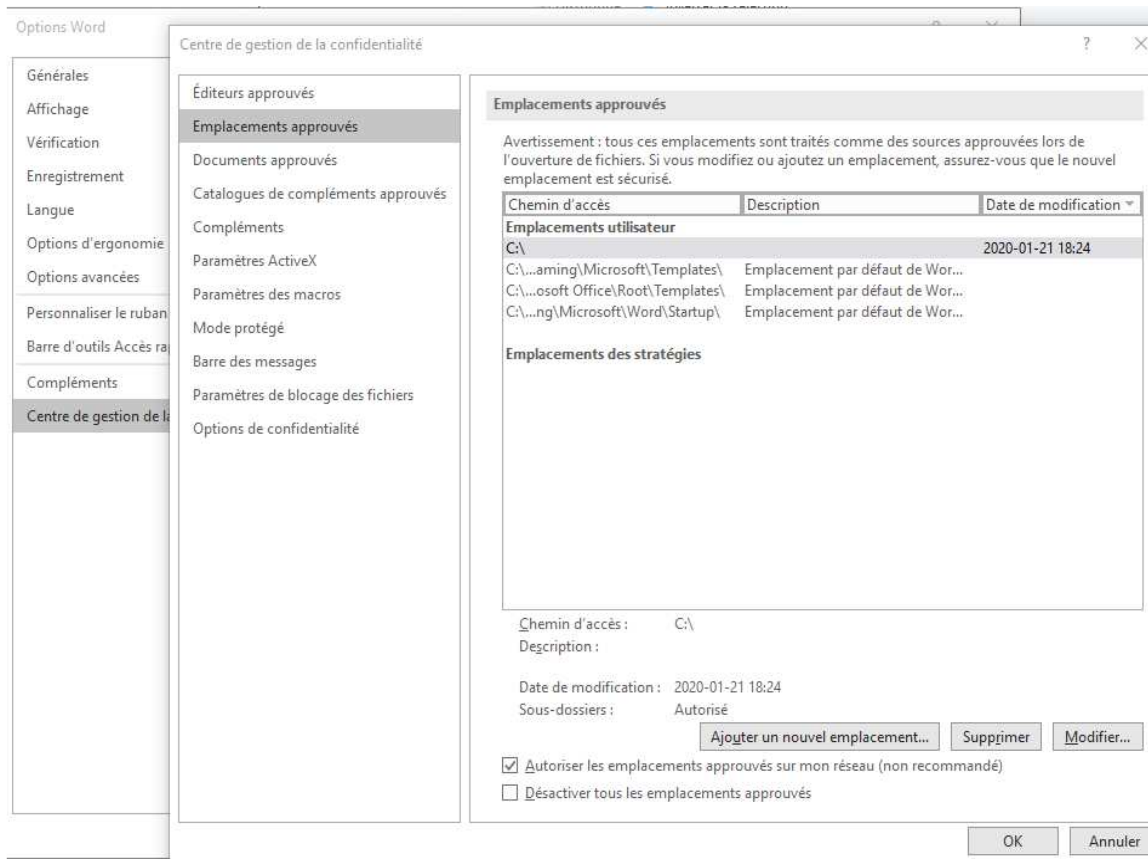 Options Word
Générales
Affichage
Vérification
Enregistrement
Langue
Options d'ergonomie
Options avancées
Personnaliser le ruban
Barre d'outils Accès ra
Compléments
Centre de gestion de la
Centre de gestion de la confidentialité
?
Éditeurs approuvés
Emplacements approuvés
Documents approuvés
Catalogues de compléments approuvés
Compléments
Paramètres ActiveX
Paramètres des macros
Mode protégé
Barre des messages
Paramètres de blocage des fichiers
Options de confidentialité
Emplacements approuvés
Avertissement : tous ces emplacements sont traités comme des sources approuvées lors de
l'ouverture de fichiers. Si vous modifiez ou ajoutez un emplacement, assurez-vous que le nouvel
emplacement est sécurisé.
Chemin d'accès Description Date de modification
Emplacements utilisateur
C:\ 2020-01-21 18:24
C:\...aming\Microsoft\Templates\ Emplacement par défaut de Wor...
C:\...osoft Office\Root\Templates\ Emplacement par défaut de Wor...
C:\...ng\Microsoft\Word\Startup\ Emplacement par défaut de Wor...
Emplacements des stratégies
Chemin d'accès : C:\
Description :
Date de modification : 2020-01-21 18:24
Sous-dossiers : Autorisé
Ajouter un nouvel emplacement... Supprimer Modifier...
Autoriser les emplacements approuvés sur mon réseau (non recommandé)
Désactiver tous les emplacements approuvés
OK Annuler